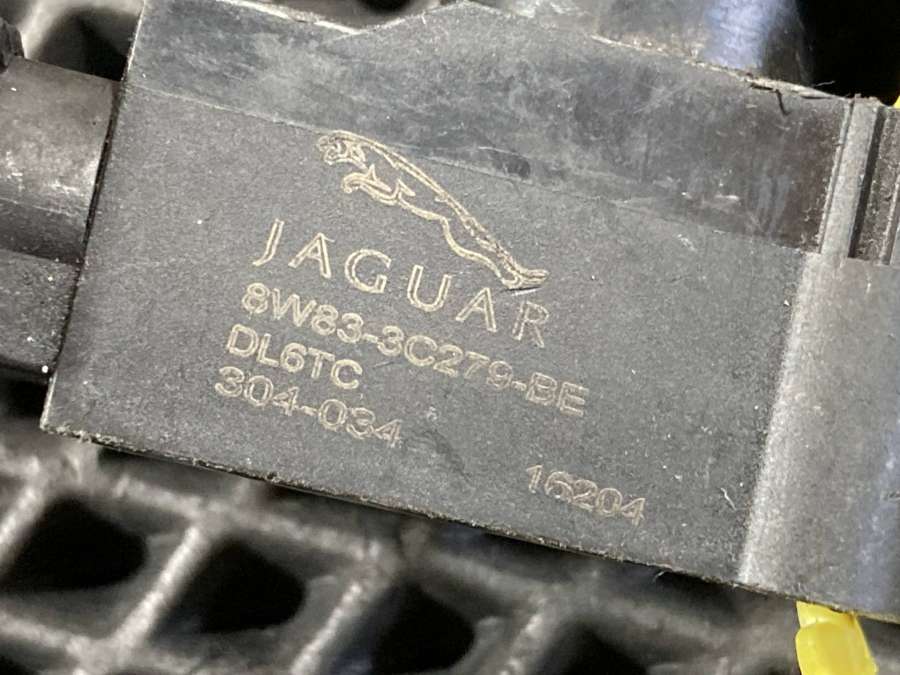 JAGUAR
8W83-3C279-BE
DL6TC
304-034
16204